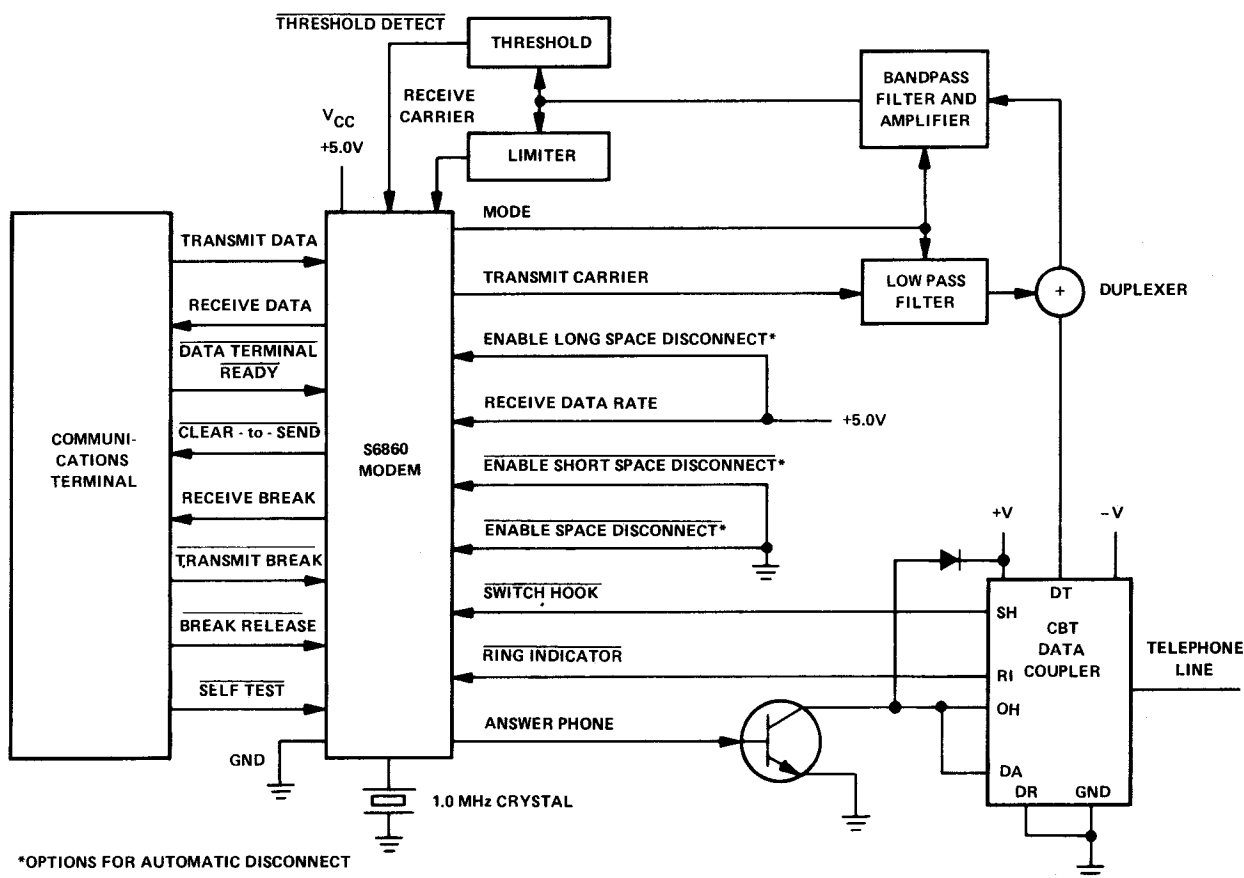 THRESHOLD DETECT
THRESHOLD
RECEIVE
CARRIER
LIMITER
BANDPASS
FILTER AND
AMPLIFIER
VCC
+5.0V
MODE
TRANSMIT CARRIER
LOW PASS
FILTER
+
DUPLEXER
TRANSMIT DATA
RECEIVE DATA
DATA TERMINAL
READY
CLEAR - to - SEND
RECEIVE BREAK
TRANSMIT BREAK
BREAK RELEASE
SELF TEST
GND
COMMUNI-
CATIONS
TERMINAL
S6860
MODEM
ENABLE LONG SPACE DISCONNECT*
RECEIVE DATA RATE
+5.0V
ENABLE SHORT SPACE DISCONNECT*
ENABLE SPACE DISCONNECT*
SWITCH HOOK
RING INDICATOR
ANSWER PHONE
+V
-V
DT
SH
CBT
DATA
COUPLER
RI
OH
DA
DR
GND
TELEPHONE
LINE
1.0 MHz CRYSTAL
*OPTIONS FOR AUTOMATIC DISCONNECT